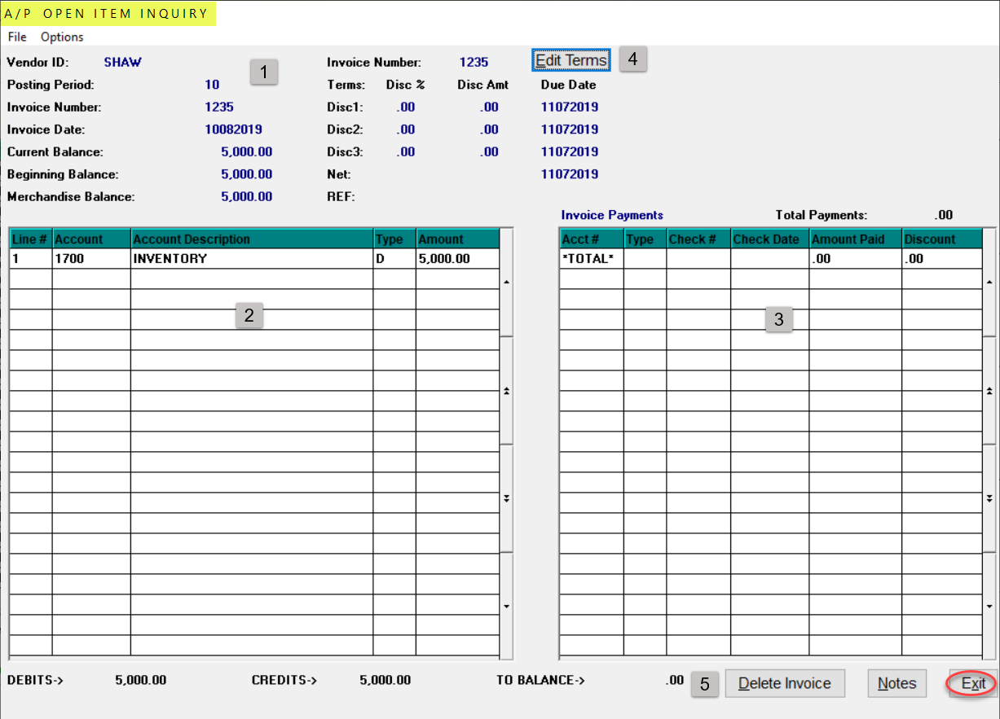 A/P OPEN ITEM INQUIRY
File Options
Vendor ID: SHAW 1 Invoice Number: 1235 Edit Terms 4
Posting Period: 10 Terms: Disc % Disc Amt Due Date
Invoice Number: 1235 Disc1: .00 .00 11072019
Invoice Date: 10082019 Disc2: .00 .00 11072019
Current Balance: 5,000.00 Disc3: .00 .00 11072019
Beginning Balance: 5,000.00 Net: 11072019
Merchandise Balance: 5,000.00 REF:
Invoice Payments Total Payments: .00
Line # Account Account Description Type Amount
1 1700 INVENTORY D 5,000.00
2
Acct # Type Check # Check Date Amount Paid Discount
*TOTAL* .00 .00
3
DEBITS-> 5,000.00 CREDITS-> 5,000.00 TO BALANCE-> .00 5 Delete Invoice Notes Exit